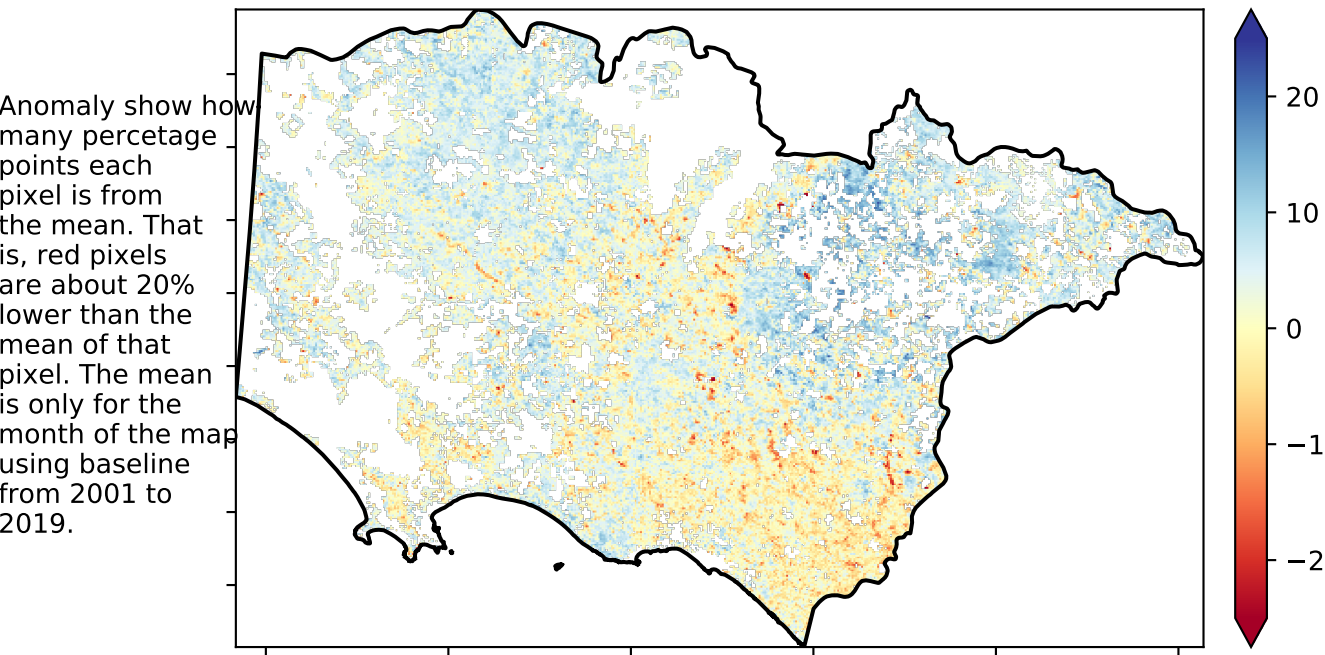 Anomaly show how
many percetage
points each
pixel is from
the mean. That
is, red pixels
are about 20%
lower than the
mean of that
pixel. The mean
is only for the
month of the map
using baseline
from 2001 to
2019.
20
10
0
−1
−2